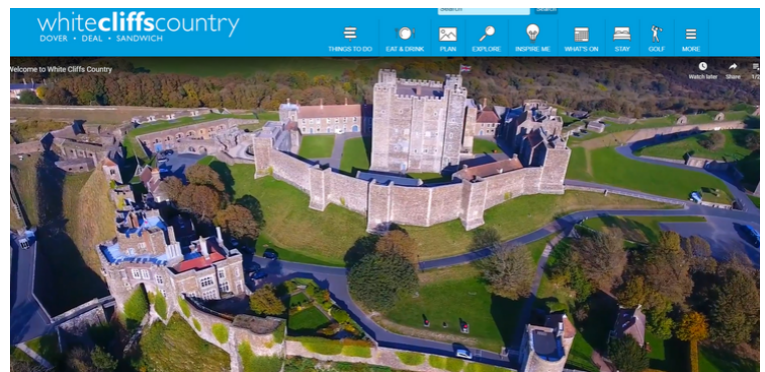 Search
Search
whitecliffscountry
DOVER • DEAL • SANDWICH
THINGS TO DO
EAT & DRINK
PLAN
EXPLORE
INSPIRE ME
WHAT'S ON
STAY
GOLF
MORE
Welcome to White Cliffs Country
Watch later
Share